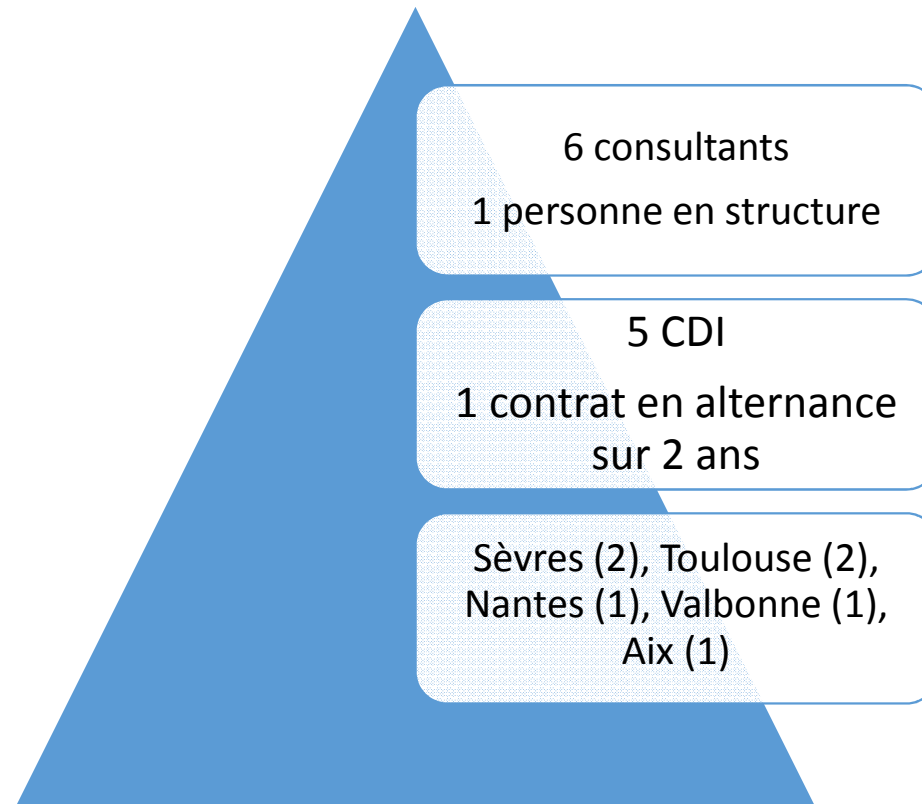 6 consultants
1 personne en structure
5 CDI
1 contrat en alternance
sur 2 ans
Sèvres (2), Toulouse (2),
Nantes (1), Valbonne (1),
Aix (1)